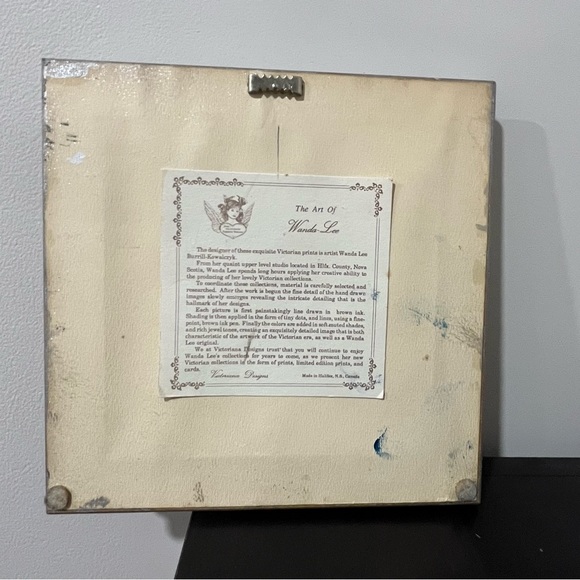 The Art Of
Wanda-Lee
The designer of these exquisite Victorian prints is artist Wanda Lee
Burrill-Kowalczyk.
From her quaint upper level studio located in Hlfx. County, Nova
Scotia, Wanda Lee spends long hours applying her creative ability to
the producing of her lovely Victorian collections.
To coordinate these collections, material is carefully selected and
researched. After the work is begun the fine detail of the hand drawn
images slowly emerges revealing the intricate detailing that is the
hallmark of her designs.
Each picture is first painstakingly line drawn in brown ink.
Shading is then applied in the form of tiny dots, and lines, using a fine-
point, brown ink pen. Finally the colors are added in soft muted shades,
and rich jewel tones, creating an exquisitely detailed image that is both
characteristic of the artwork of the Victorian era, as well as a Wanda
Lee original.
We at Victoriana Designs trust that you will continue to enjoy
Wanda Lee's collections for years to come, as we present her new
Victorian collections in the form of prints, limited edition prints, and
cards.
Victoriana Designs Made in Halifax, N.S., Canada